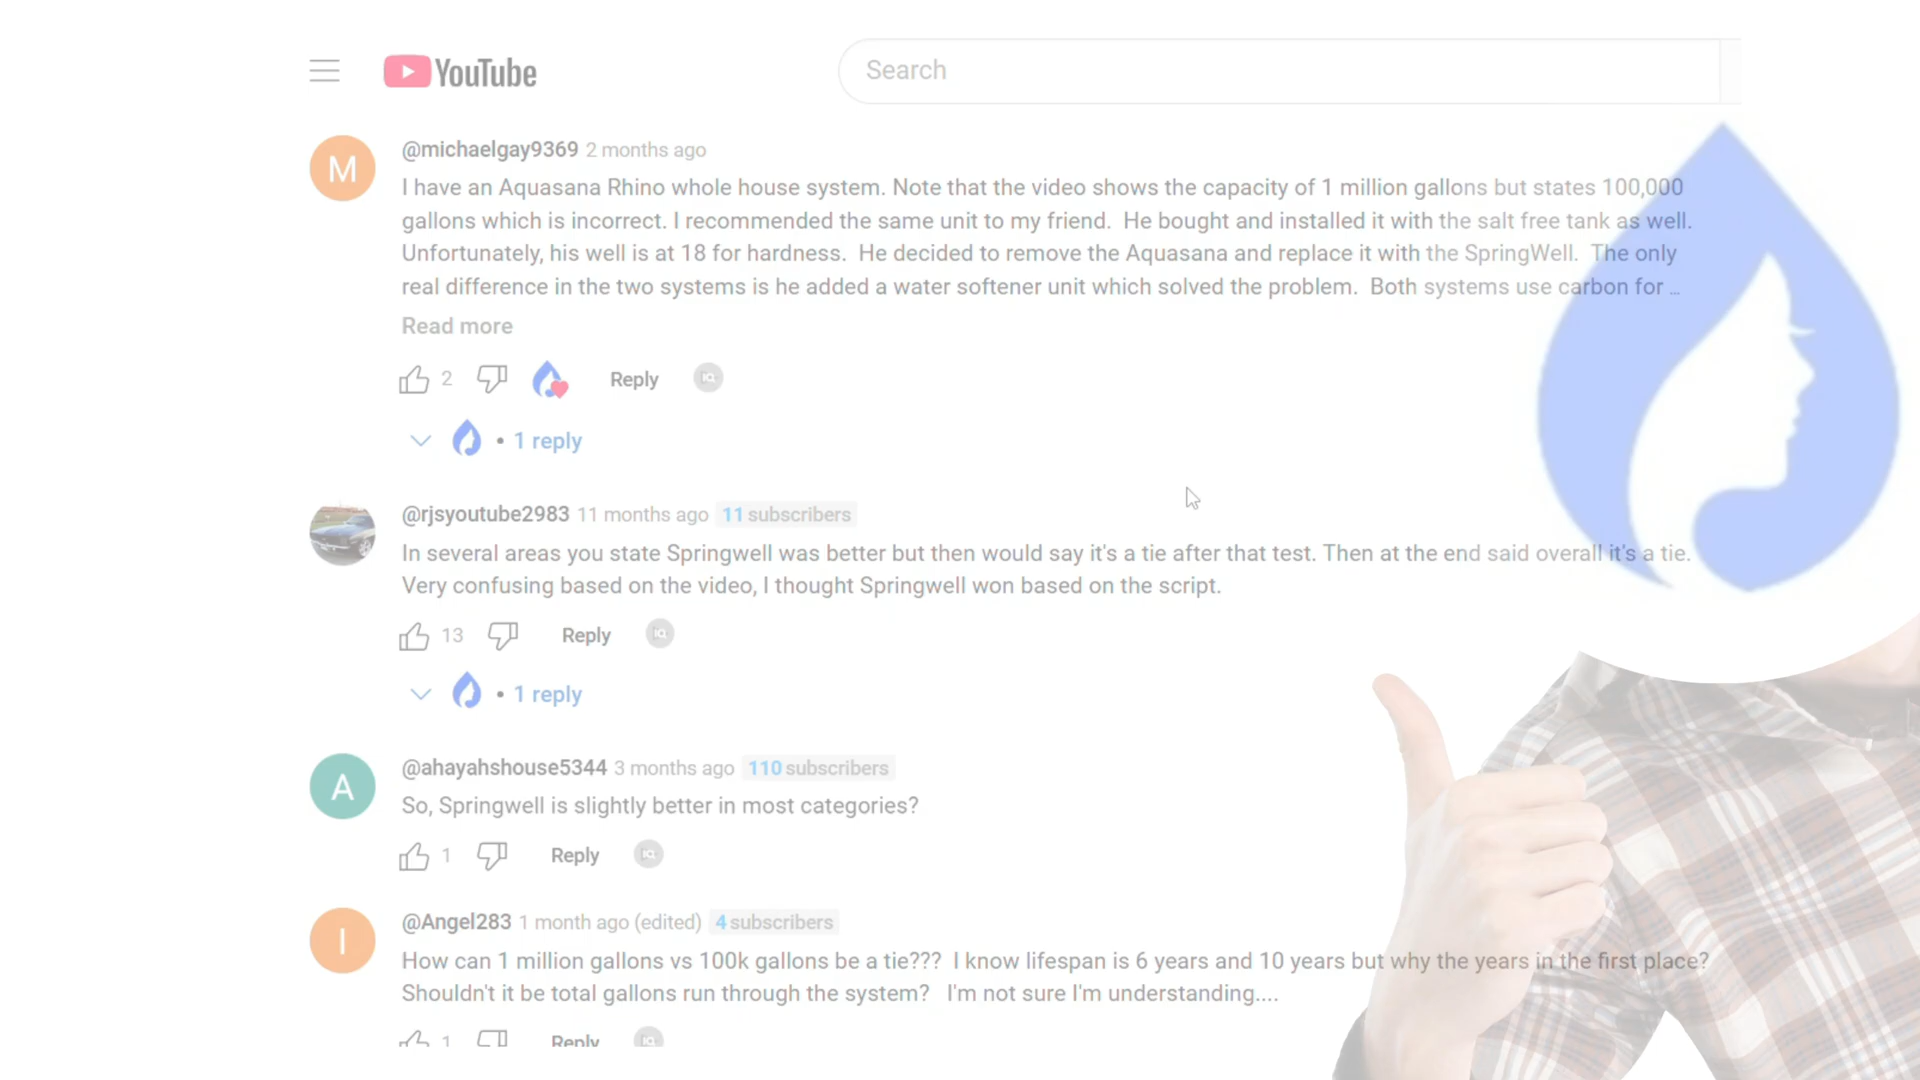 YouTube
Search
M
@michaelgay9369 2 months ago
I have an Aquasana Rhino whole house system. Note that the video shows the capacity of 1 million gallons but states 100,000
gallons which is incorrect. I recommended the same unit to my friend. He bought and installed it with the salt free tank as well.
Unfortunately, his well is at 18 for hardness. He decided to remove the Aquasana and replace it with the SpringWell. The only
real difference in the two systems is he added a water softener unit which solved the problem. Both systems use carbon for ...
Read more
2 Reply
• 1 reply
@rjsyoutube2983 11 months ago 11 subscribers
In several areas you state Springwell was better but then would say it's a tie after that test. Then at the end said overall it's a tie.
Very confusing based on the video, I thought Springwell won based on the script.
13 Reply
• 1 reply
A
@ahayahshouse5344 3 months ago 110 subscribers
So, Springwell is slightly better in most categories?
1 Reply
I
@Angel283 1 month ago (edited) 4 subscribers
How can 1 million gallons vs 100k gallons be a tie??? I know lifespan is 6 years and 10 years but why the years in the first place?
Shouldn't it be total gallons run through the system? I'm not sure I'm understanding....
1 Reply